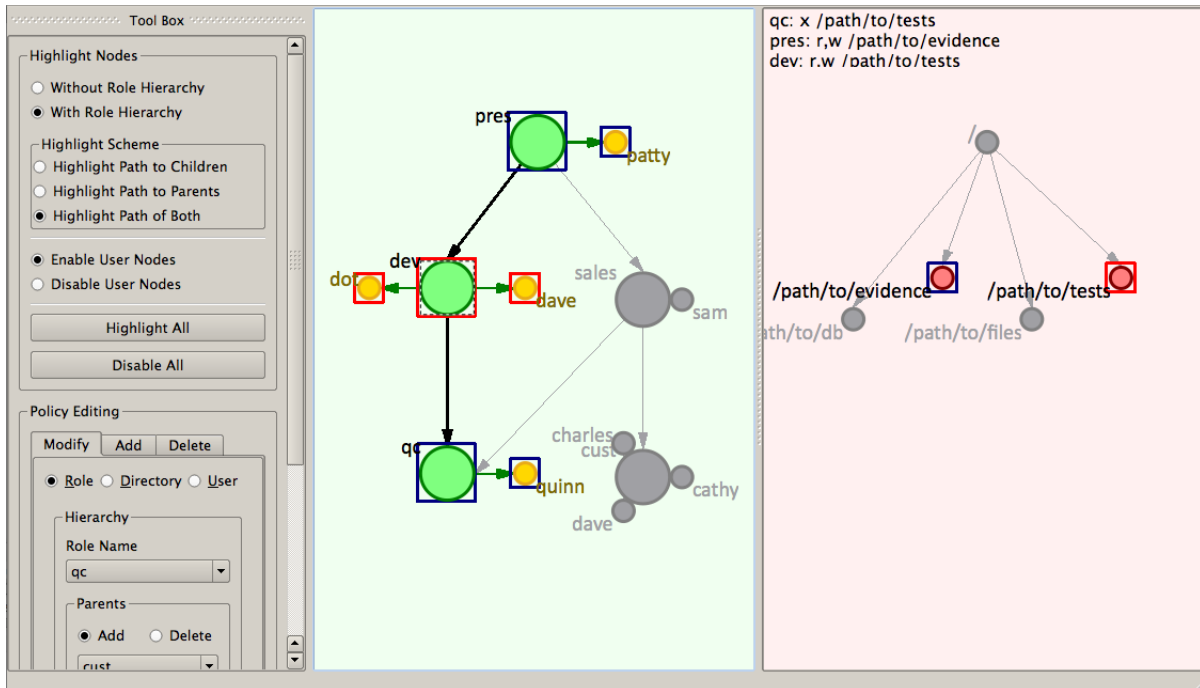 Tool Box
Highlight Nodes
Without Role Hierarchy
With Role Hierarchy
Highlight Scheme
Highlight Path to Children
Highlight Path to Parents
Highlight Path of Both
Enable User Nodes
Disable User Nodes
Highlight All
Disable All
Policy Editing
Modify Add Delete
Role Directory User
Hierarchy
Role Name
qc
Parents
Add Delete
cust
pres
patty
dev
dot
dave
sales
sam
qc
quinn
charles
cust
cathy
dave
qc: x /path/to/tests
pres: r,w /path/to/evidence
dev: r,w /path/to/tests
/
/path/to/evidence
/path/to/tests
ath/to/db
/path/to/files